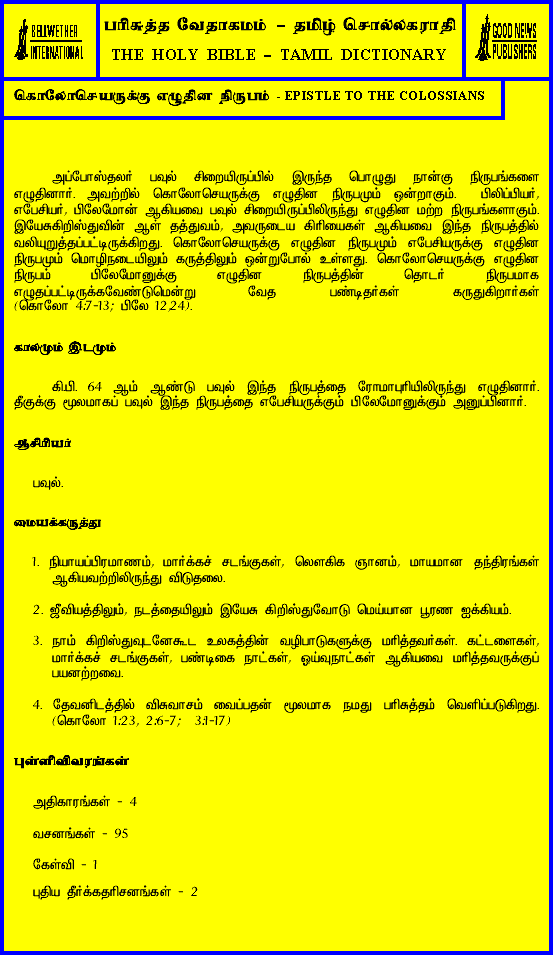 BELLWETHER
INTERNATIONAL
பரிசுத்த வேதாகமம் – தமிழ் சொல்லகராதி
THE HOLY BIBLE – TAMIL DICTIONARY
GOOD NEWS
PUBLISHERS
கொலோசெயருக்கு எழுதின நிருபம் - EPISTLE TO THE COLOSSIANS
அப்போஸ்தலர் பவுல் சிறையிருப்பில் இருந்த பொழுது நான்கு நிருபங்களை
எழுதினார். அவற்றில் கொலோசெயருக்கு எழுதின நிருபமும் ஒன்றாகும். பிலிப்பியர்,
எபேசியர், பிலேமோன் ஆகியவை பவுல் சிறையிருப்பிலிருந்து எழுதின மற்ற நிருபங்களாகும்.
இயேசுகிறிஸ்துவின் ஆள் தத்துவம், அவருடைய கிரியைகள் ஆகியவை இந்த நிருபத்தில்
வலியுறுத்தப்பட்டிருக்கிறது. கொலோசெயருக்கு எழுதின நிருபமும் எபேசியருக்கு எழுதின
நிருபமும் மொழிநடையிலும் கருத்திலும் ஒன்றுபோல் உள்ளது. கொலோசெயருக்கு எழுதின
நிருபம் பிலேமோனுக்கு எழுதின நிருபத்தின் தொடர் நிருபமாக
எழுதப்பட்டிருக்கவேண்டுமென்று வேத பண்டிதர்கள் கருதுகிறார்கள்
(கொலோ 4:7-13; பிலே 12,24).
காலமும் இடமும்
கி.பி. 64 ஆம் ஆண்டு பவுல் இந்த நிருபத்தை ரோமாபுரியிலிருந்து எழுதினார்.
தீகுக்கு மூலமாகப் பவுல் இந்த நிருபத்தை எபேசியருக்கும் பிலேமோனுக்கும் அனுப்பினார்.
ஆசிரியர்
பவுல்.
மையக்கருத்து
1. நியாயப்பிரமாணம், மார்க்கச் சடங்குகள், லௌகிக ஞானம், மாயமான தந்திரங்கள்
ஆகியவற்றிலிருந்து விடுதலை.
2. ஜீவியத்திலும், நடத்தையிலும் இயேசு கிறிஸ்துவோடு மெய்யான பூரண ஐக்கியம்.
3. நாம் கிறிஸ்துவுடனேகூட உலகத்தின் வழிபாடுகளுக்கு மரித்தவர்கள். கட்டளைகள்,
மார்க்கச் சடங்குகள், பண்டிகை நாட்கள், ஓய்வுநாட்கள் ஆகியவை மரித்தவருக்குப்
பயனற்றவை.
4. தேவனிடத்தில் விசுவாசம் வைப்பதன் மூலமாக நமது பரிசுத்தம் வெளிப்படுகிறது.
(கொலோ 1:23, 2:6-7; 3:1-17)
புள்ளிவிவரங்கள்
அதிகாரங்கள் - 4
வசனங்கள் - 95
கேள்வி - 1
புதிய தீர்க்கதரிசனங்கள் - 2